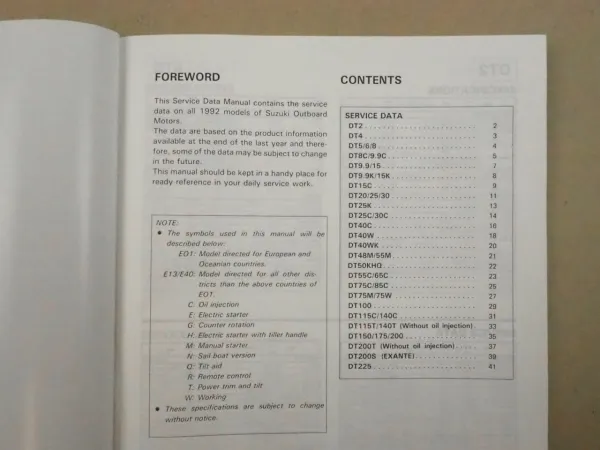 FOREWORD
This Service Data Manual contains the service
data on all 1992 models of Suzuki Outboard
Motors.
The data are based on the product information
available at the end of the last year and there-
fore, some of the data may be subject to change
in the future.
This manual should be kept in a handy place for
ready reference in your daily service work.
NOTE:
● The symbols used in this manual will be
described below:
EO1: Model directed for European and
Oceanian countries.
E13/E40: Model directed for all other dis-
tricts than the above countries of
EO1.
C: Oil injection
E: Electric starter
G: Counter rotation
H: Electric starter with tiller handle
M: Manual starter
N: Sail boat version
Q: Tilt aid
R: Remote control
T: Power trim and tilt
W: Working
● These specifications are subject to change
without notice.
CONTENTS
SERVICE DATA
DT2 2
DT4 3
DT5/6/8 4
DT8C/9.9C 5
DT9.9/15 7
DT9.9K/15K 8
DT15C 9
DT20/25/30 11
DT25K 13
DT25C/30C 14
DT40C 16
DT40W 18
DT40WK 20
DT48M/55M 21
DT50KHQ 22
DT55C/65C 23
DT75C/85C 25
DT75M/75W 27
DT100 29
DT115C/140C 31
DT115T/140T (Without oil injection) 33
DT150/175/200 35
DT200T (Without oil injection) 37
DT200S (EXANTE) 39
DT225 41